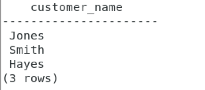 customer_name
----------------------
Jones
Smith
Hayes
(3 rows)